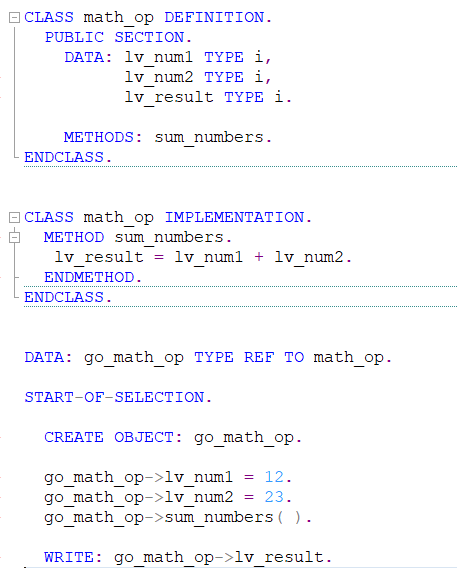 CLASS math_op DEFINITION.
PUBLIC SECTION.
DATA: lv_num1 TYPE i,
lv_num2 TYPE i,
lv_result TYPE i.
METHODS: sum_numbers.
ENDCLASS.
CLASS math_op IMPLEMENTATION.
METHOD sum_numbers.
lv_result = lv_num1 + lv_num2.
ENDMETHOD.
ENDCLASS.
DATA: go_math_op TYPE REF TO math_op.
START-OF-SELECTION.
CREATE OBJECT: go_math_op.
go_math_op->lv_num1 = 12.
go_math_op->lv_num2 = 23.
go_math_op->sum_numbers( ).
WRITE: go_math_op->lv_result.